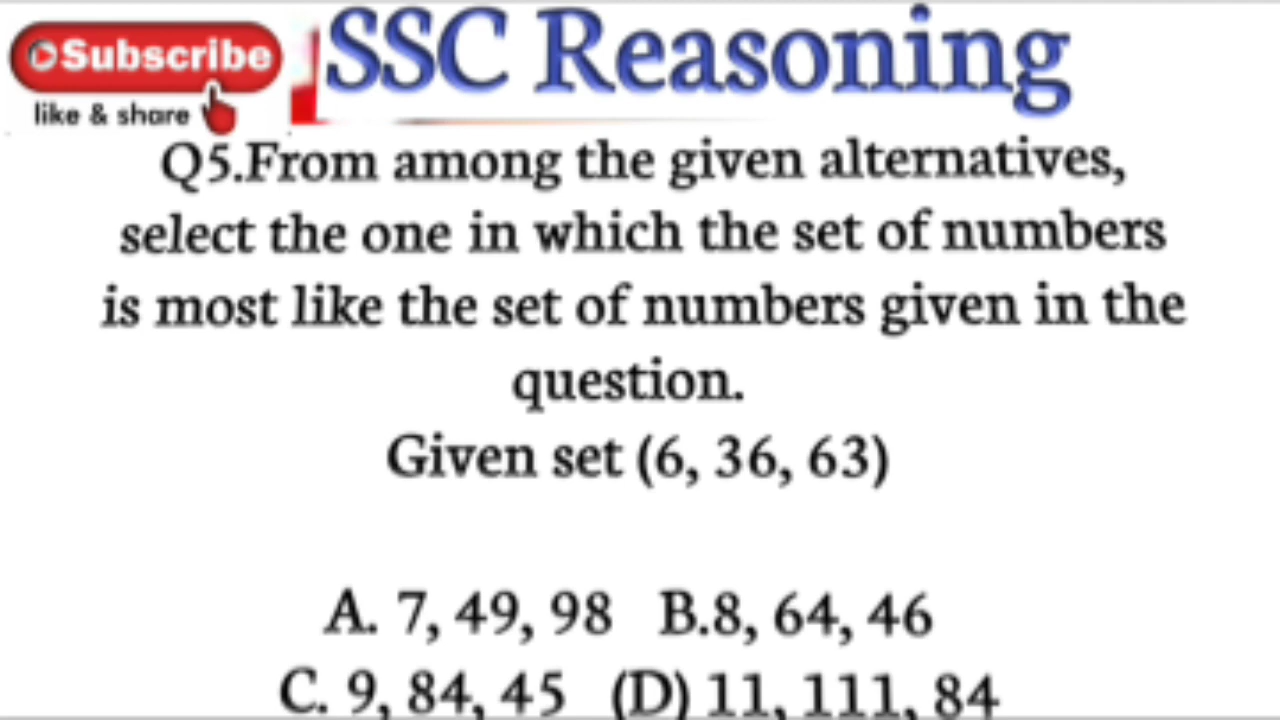 Subscribe
like & share
SSC Reasoning
Q5.From among the given alternatives,
select the one in which the set of numbers
is most like the set of numbers given in the
question.
Given set (6, 36, 63)
A. 7, 49, 98 B.8, 64, 46
C. 9, 84, 45 (D) 11, 111, 84